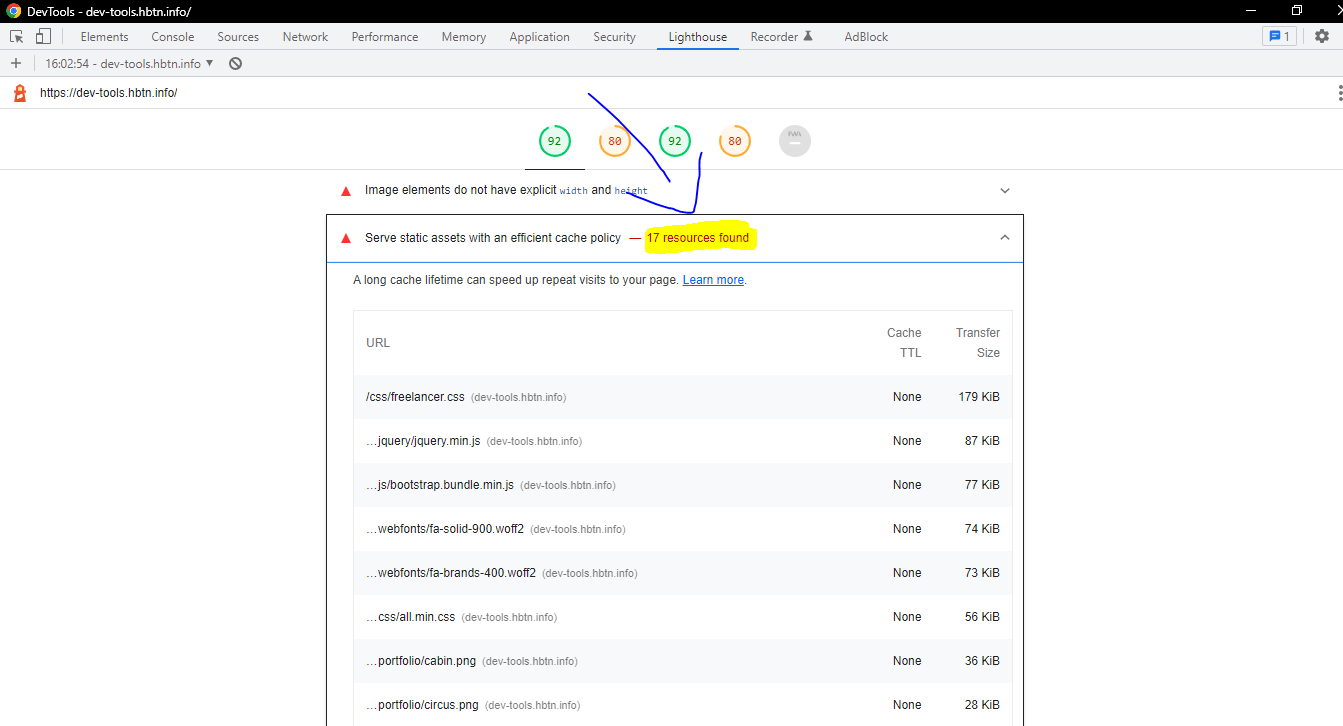 DevTools - dev-tools.hbtn.info/
Elements Console Sources Network Performance Memory Application Security Lighthouse Recorder AdBlock 1
16:02:54 - dev-tools.hbtn.info
https://dev-tools.hbtn.info/
92 80 92 80 PWA
Image elements do not have explicit width and height
Serve static assets with an efficient cache policy — 17 resources found
A long cache lifetime can speed up repeat visits to your page. Learn more.
URL Cache TTL Transfer Size
/css/freelancer.css (dev-tools.hbtn.info) None 179 KiB
…jquery/jquery.min.js (dev-tools.hbtn.info) None 87 KiB
…js/bootstrap.bundle.min.js (dev-tools.hbtn.info) None 77 KiB
…webfonts/fa-solid-900.woff2 (dev-tools.hbtn.info) None 74 KiB
…webfonts/fa-brands-400.woff2 (dev-tools.hbtn.info) None 73 KiB
…css/all.min.css (dev-tools.hbtn.info) None 56 KiB
…portfolio/cabin.png (dev-tools.hbtn.info) None 36 KiB
…portfolio/circus.png (dev-tools.hbtn.info) None 28 KiB